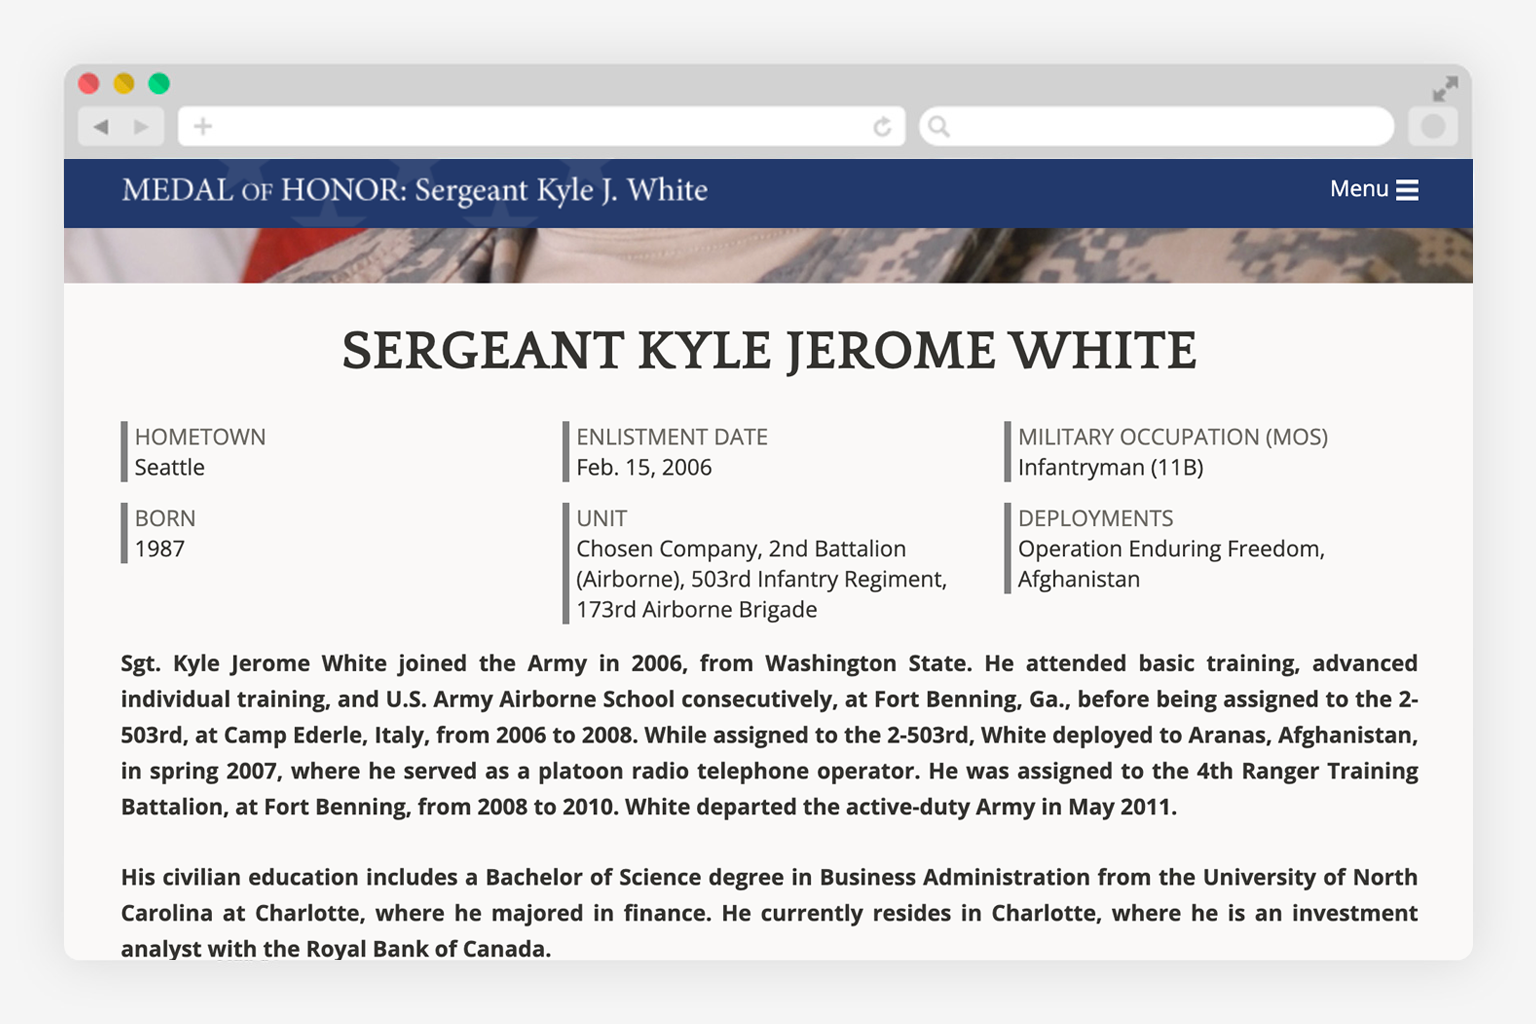 MEDAL OF HONOR: Sergeant Kyle J. White
Menu
SERGEANT KYLE JEROME WHITE
HOMETOWN
Seattle
ENLISTMENT DATE
Feb. 15, 2006
MILITARY OCCUPATION (MOS)
Infantryman (11B)
BORN
1987
UNIT
Chosen Company, 2nd Battalion
(Airborne), 503rd Infantry Regiment,
173rd Airborne Brigade
DEPLOYMENTS
Operation Enduring Freedom,
Afghanistan
Sgt. Kyle Jerome White joined the Army in 2006, from Washington State. He attended basic training, advanced
individual training, and U.S. Army Airborne School consecutively, at Fort Benning, Ga., before being assigned to the 2-
503rd, at Camp Ederle, Italy, from 2006 to 2008. While assigned to the 2-503rd, White deployed to Aranas, Afghanistan,
in spring 2007, where he served as a platoon radio telephone operator. He was assigned to the 4th Ranger Training
Battalion, at Fort Benning, from 2008 to 2010. White departed the active-duty Army in May 2011.
His civilian education includes a Bachelor of Science degree in Business Administration from the University of North
Carolina at Charlotte, where he majored in finance. He currently resides in Charlotte, where he is an investment
analyst with the Royal Bank of Canada.